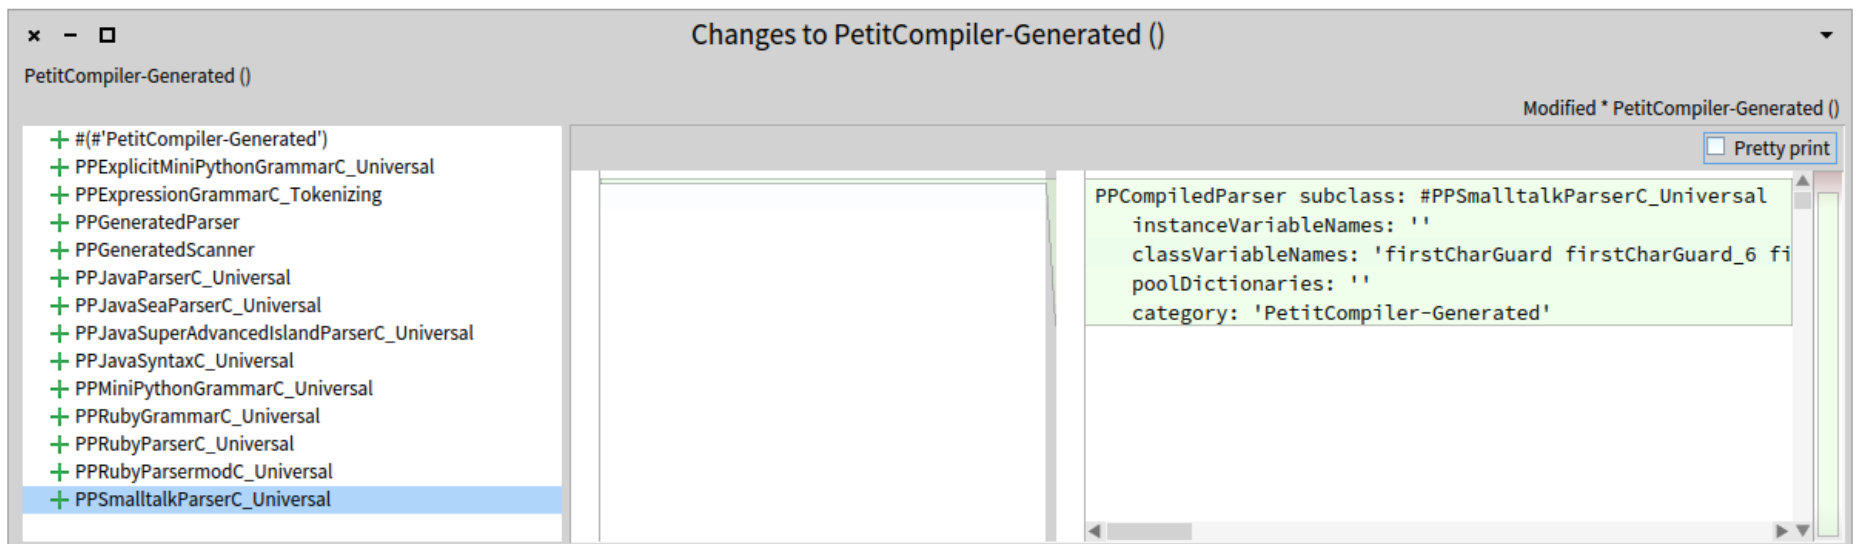 Changes to PetitCompiler-Generated ()
PetitCompiler-Generated ()
Modified * PetitCompiler-Generated ()
#(#'PetitCompiler-Generated')
PPExplicitMiniPythonGrammarC_Universal
PPExpressionGrammarC_Tokenizing
PPGeneratedParser
PPGeneratedScanner
PPJavaParserC_Universal
PPJavaSeaParserC_Universal
PPJavaSuperAdvancedIslandParserC_Universal
PPJavaSyntaxC_Universal
PPMiniPythonGrammarC_Universal
PPRubyGrammarC_Universal
PPRubyParserC_Universal
PPRubyParsermodC_Universal
PPSmalltalkParserC_Universal
Pretty print
PPCompiledParser subclass: #PPSmalltalkParserC_Universal
instanceVariableNames: ''
classVariableNames: 'firstCharGuard firstCharGuard_6 fi
poolDictionaries: ''
category: 'PetitCompiler-Generated'